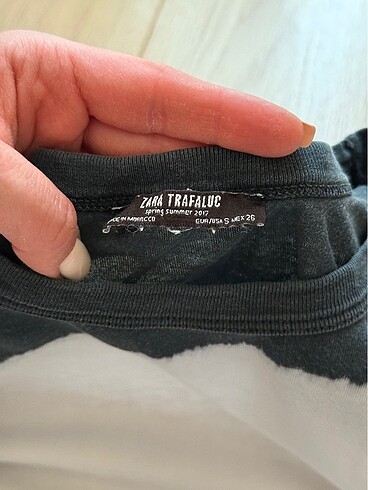 ZARA TRAFALUC
spring summer 2017
MADE IN MOROCCO EUR/USA S MEX 26